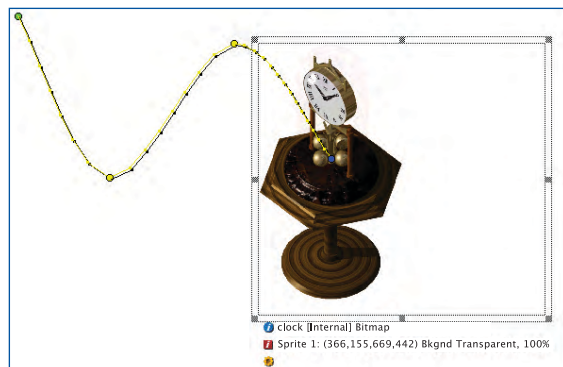 clock [Internal] Bitmap
Sprite 1: (366,155,669,442) Bkgnd Transparent, 100%